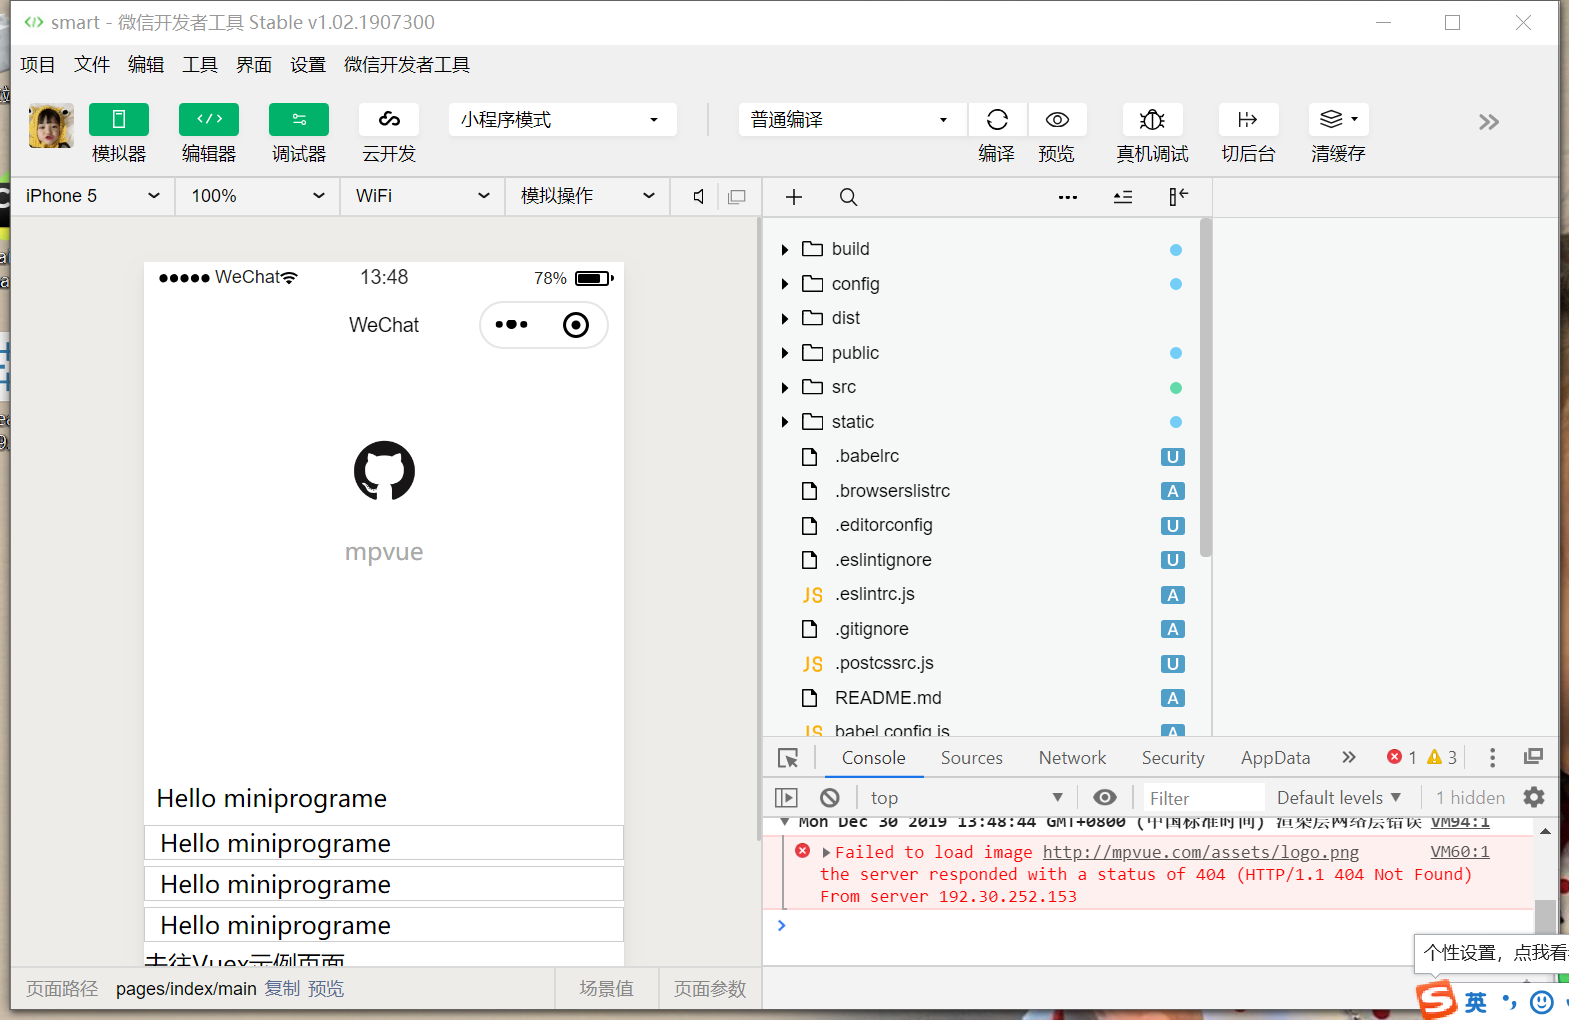 smart - 微信开发者工具 Stable v1.02.1907300
项目 文件 编辑 工具 界面 设置 微信开发者工具
小程序模式 普通编译
模拟器 编辑器 调试器 云开发 编译 预览 真机调试 切后台 清缓存
iPhone 5 100% WiFi 模拟操作
WeChat 13:48 78%
WeChat
mpvue
Hello miniprograme
Hello miniprograme
Hello miniprograme
Hello miniprograme
去往Vuex示例页面
页面路径 pages/index/main 复制 预览 场景值 页面参数
build
config
dist
public
src
static
.babelrc U
.browserslistrc A
.editorconfig U
.eslintignore U
JS .eslintrc.js A
.gitignore A
JS .postcssrc.js U
README.md A
JS babel.config.js A
Console Sources Network Security AppData 1 3
top Filter Default levels 1 hidden
Mon Dec 30 2019 13:48:44 GMT+0800 (中国标准时间) 渲染层网络层错误 VM94:1
Failed to load image http://mpvue.com/assets/logo.png VM60:1
the server responded with a status of 404 (HTTP/1.1 404 Not Found)
From server 192.30.252.153
个性设置，点我看
英